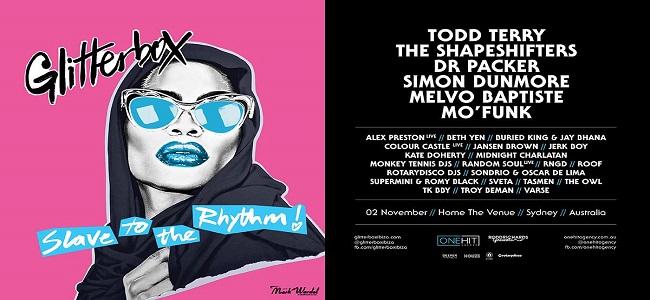 Glitterbox
Slave to the Rhythm!
Mark Wardel
TODD TERRY
THE SHAPESHIFTERS
DR PACKER
SIMON DUNMORE
MELVO BAPTISTE
MO'FUNK
ALEX PRESTON LIVE // BETH YEN // BURIED KING & JAY BHANA
COLOUR CASTLE LIVE // JANSEN BROWN // JERK BOY
KATE DOHERTY // MIDNIGHT CHARLATAN
MONKEY TENNIS DJS // RANDOM SOUL LIVE // RNGD // ROOF
ROTARYDISCO DJS // SONDRIO & OSCAR DE LIMA
SUPERMINI & ROMY BLACK // SVETA // TASMEN // THE OWL
TK BBY // TROY BEMAN // VARSE
02 November // Home The Venue // Sydney // Australia
glitterboxibiza.com
@glitterboxibiza
fb.com/glitterboxibiza
ONEHIT
onehitagency.com.au
@onehitagency
fb.com/onehitagency